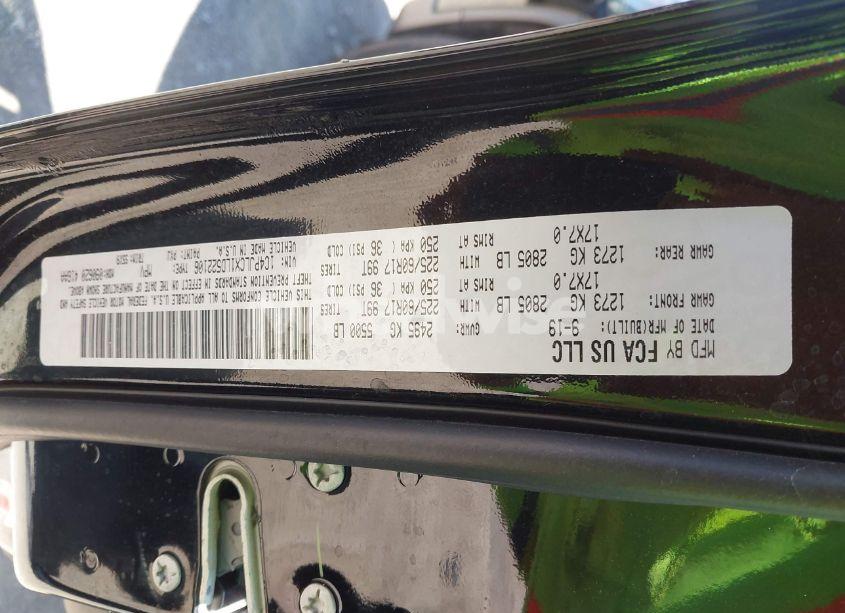 MFD BY FCA US LLC
DATE OF MFR(BUILT): 9-19
GVWR: 2495 KG 5500 LB
GAWR FRONT: 1273 KG 2805 LB WITH 225/60R17 99T TIRES
17X7.0 RIMS AT 250 KPA ( 36 PSI) COLD
GAWR REAR: 1273 KG 2805 LB WITH 225/60R17 99T TIRES
17X7.0 RIMS AT 250 KPA ( 36 PSI) COLD
THIS VEHICLE CONFORMS TO ALL APPLICABLE U.S.A. FEDERAL MOTOR VEHICLE SAFETY AND
THEFT PREVENTION STANDARDS IN EFFECT ON THE DATE OF MANUFACTURE SHOWN ABOVE.
VIN: 1C4PJLCX1LD522106 TYPE: MPV
VEHICLE MADE IN U.S.A. PAINT: